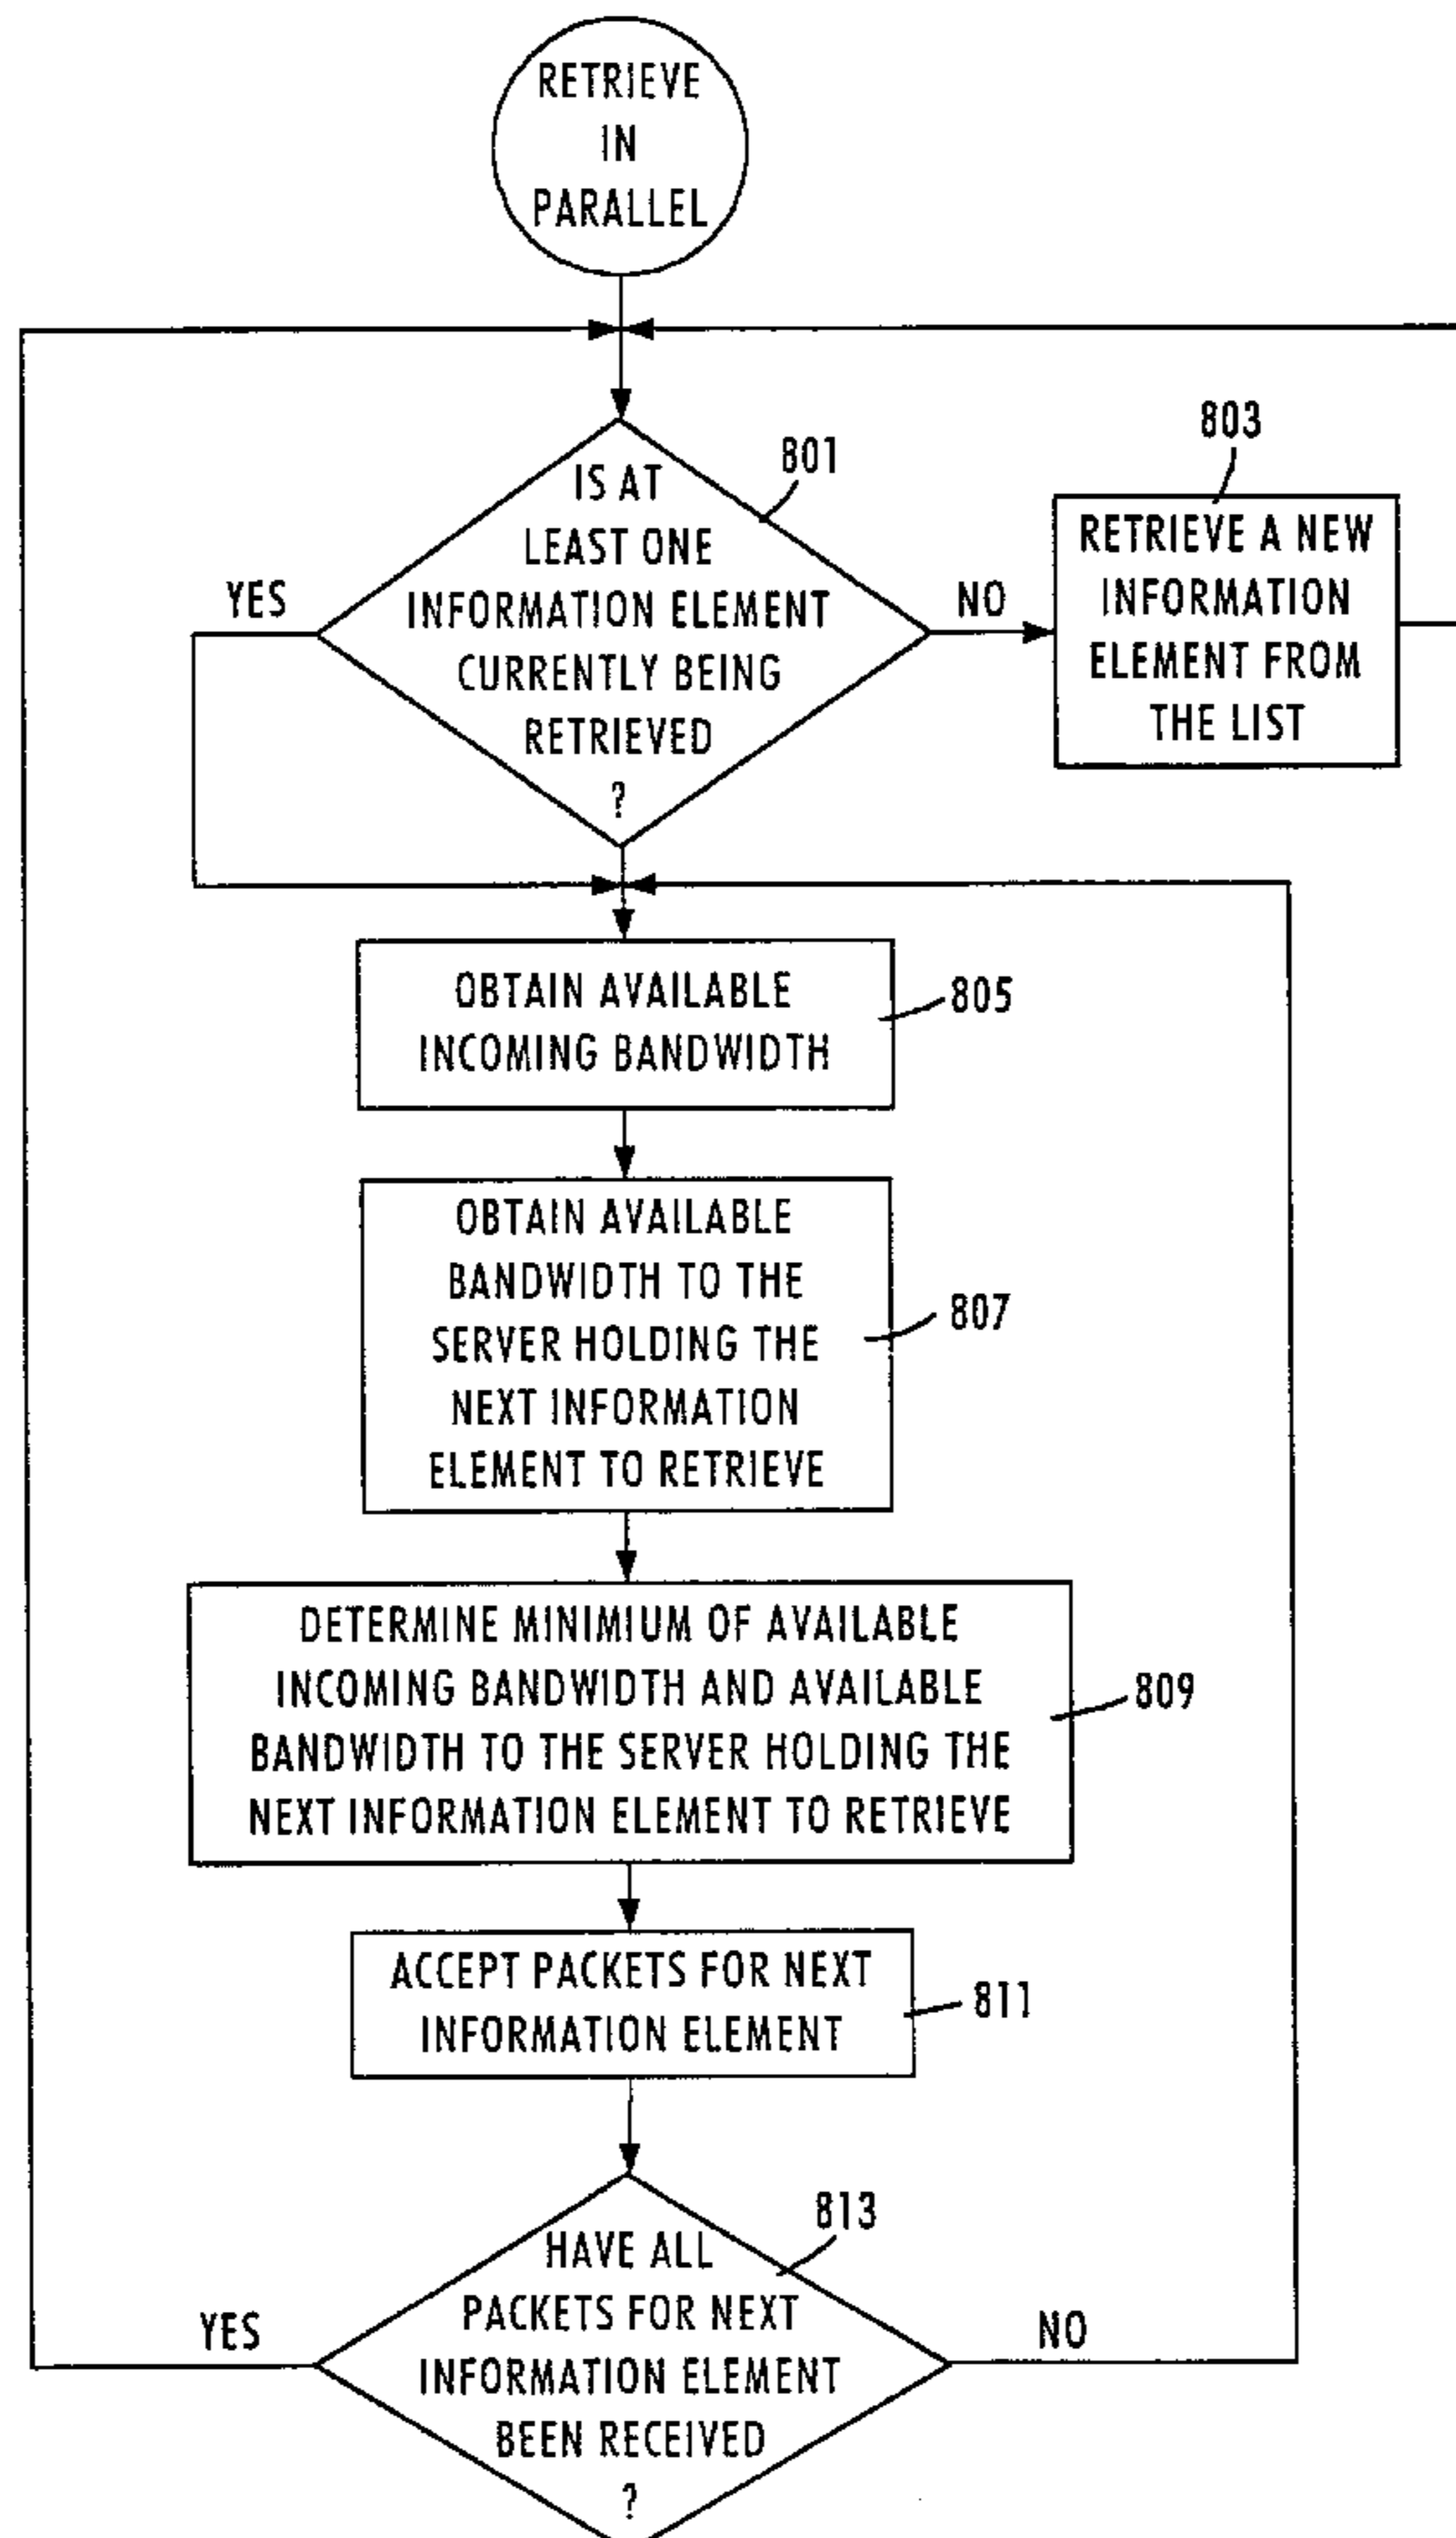 RETRIEVE
IN
PARALLEL
801
IS AT
LEAST ONE
INFORMATION ELEMENT
CURRENTLY BEING
RETRIEVED
?
YES
NO
803
RETRIEVE A NEW
INFORMATION
ELEMENT FROM
THE LIST
OBTAIN AVAILABLE
INCOMING BANDWIDTH
805
OBTAIN AVAILABLE
BANDWIDTH TO THE
SERVER HOLDING THE
NEXT INFORMATION
ELEMENT TO RETRIEVE
807
DETERMINE MINIMIUM OF AVAILABLE
INCOMING BANDWIDTH AND AVAILABLE
BANDWIDTH TO THE SERVER HOLDING THE
NEXT INFORMATION ELEMENT TO RETRIEVE
809
ACCEPT PACKETS FOR NEXT
INFORMATION ELEMENT
811
813
HAVE ALL
PACKETS FOR NEXT
INFORMATION ELEMENT
BEEN RECEIVED
?
YES
NO